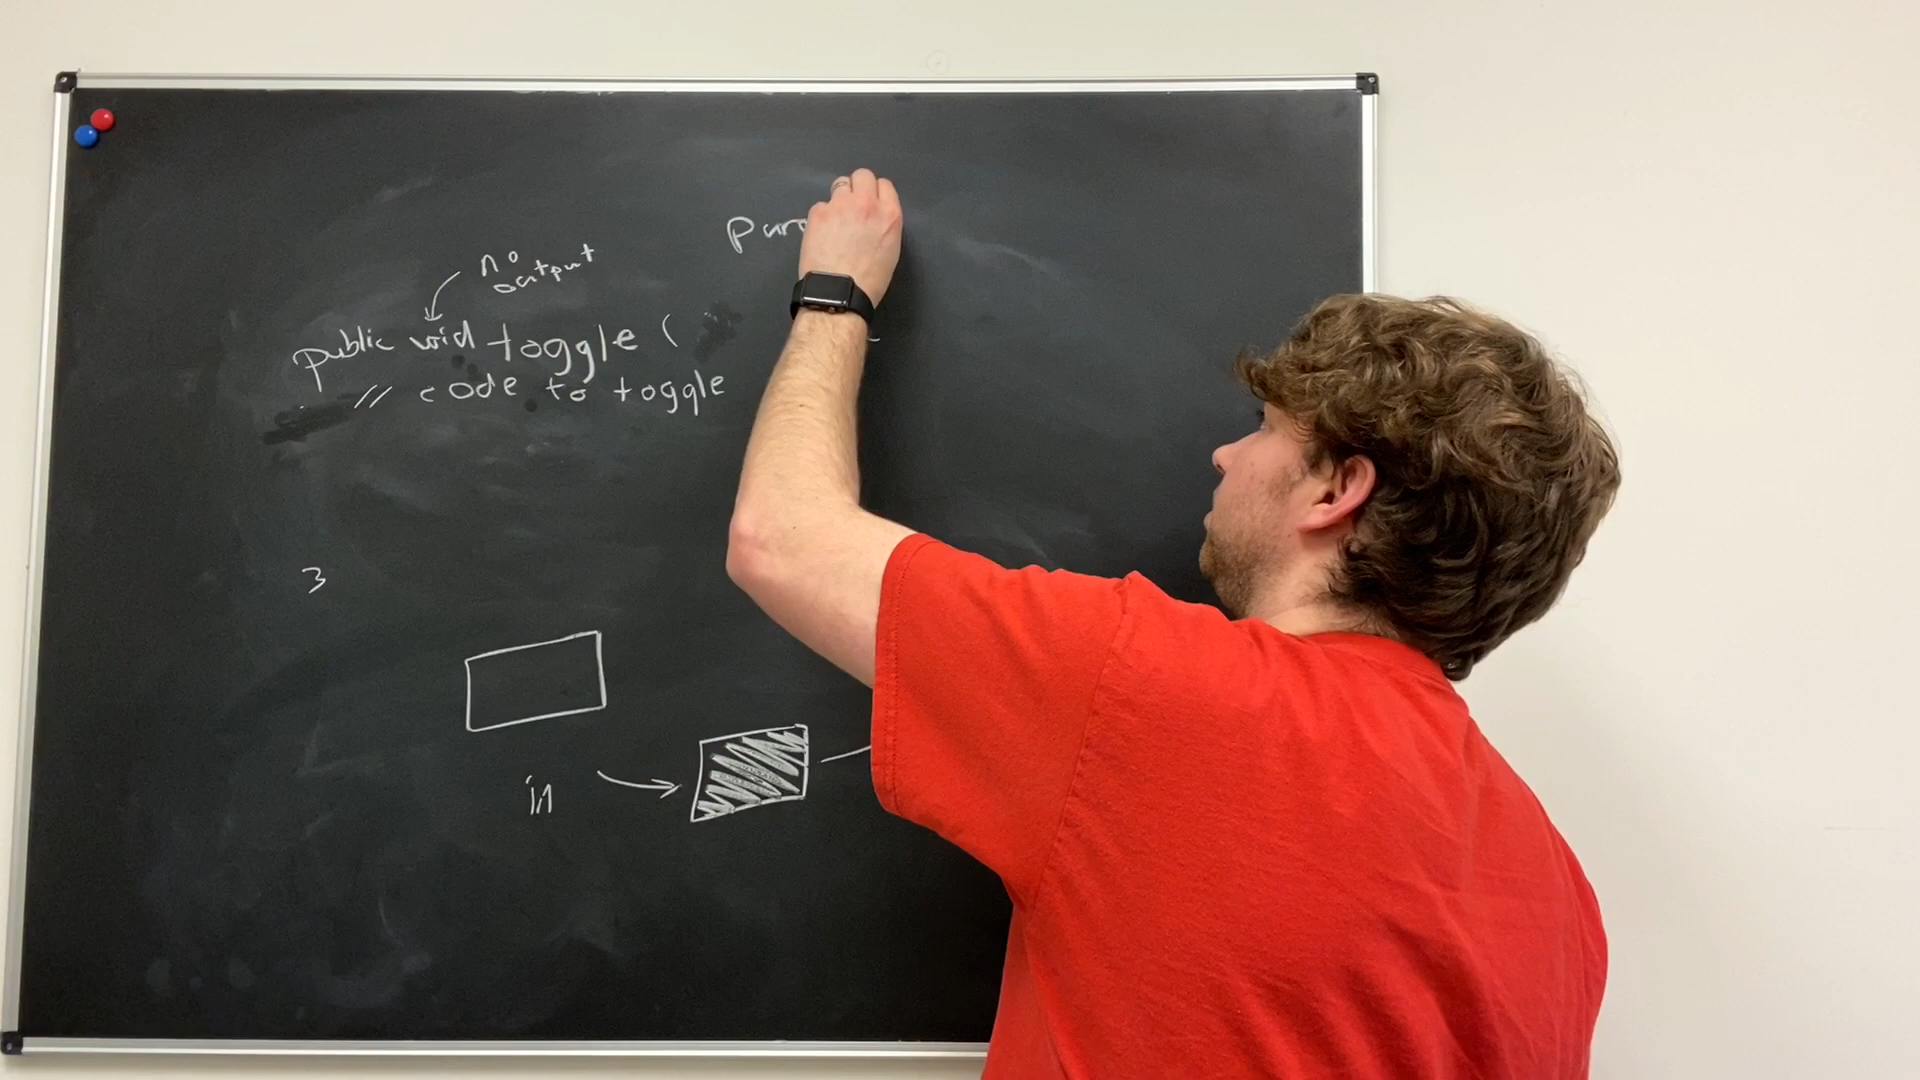 no
output
public void toggle (
// code to toggle
}
in